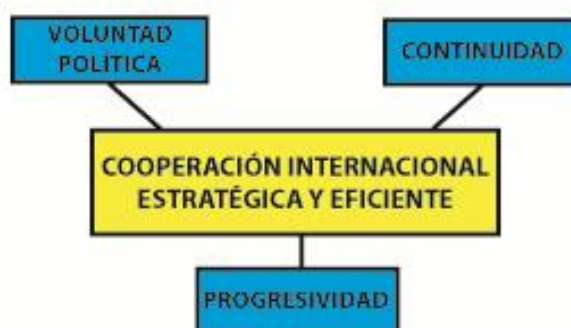 VOLUNTAD
POLÍTICA
CONTINUIDAD
COOPERACIÓN INTERNACIONAL
ESTRATÉGICA Y EFICIENTE
PROGRESIVIDAD